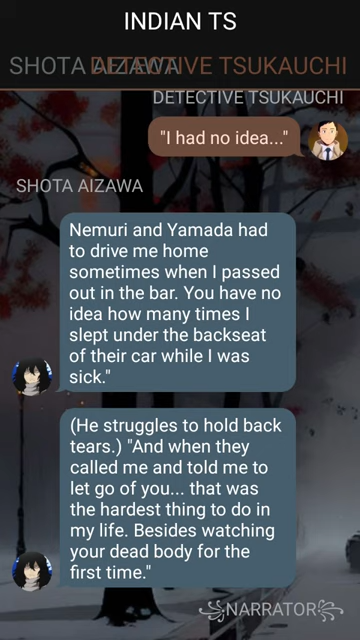 INDIAN TS
SHOTA AIZAWA
DETECTIVE TSUKAUCHI
DETECTIVE TSUKAUCHI
"I had no idea..."
SHOTA AIZAWA
Nemuri and Yamada had
to drive me home
sometimes when I passed
out in the bar. You have no
idea how many times I
slept under the backseat
of their car while I was
sick."
(He struggles to hold back
tears.) "And when they
called me and told me to
let go of you... that was
the hardest thing to do in
my life. Besides watching
your dead body for the
first time."
NARRATOR